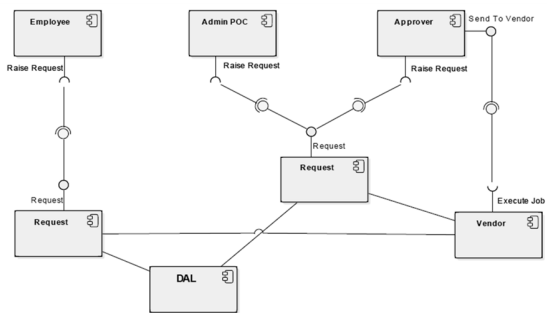 Employee
Admin POC
Approver
Send To Vendor
Raise Request
Raise Request
Raise Request
Request
Request
Request
Execute Job
Request
Vendor
DAL